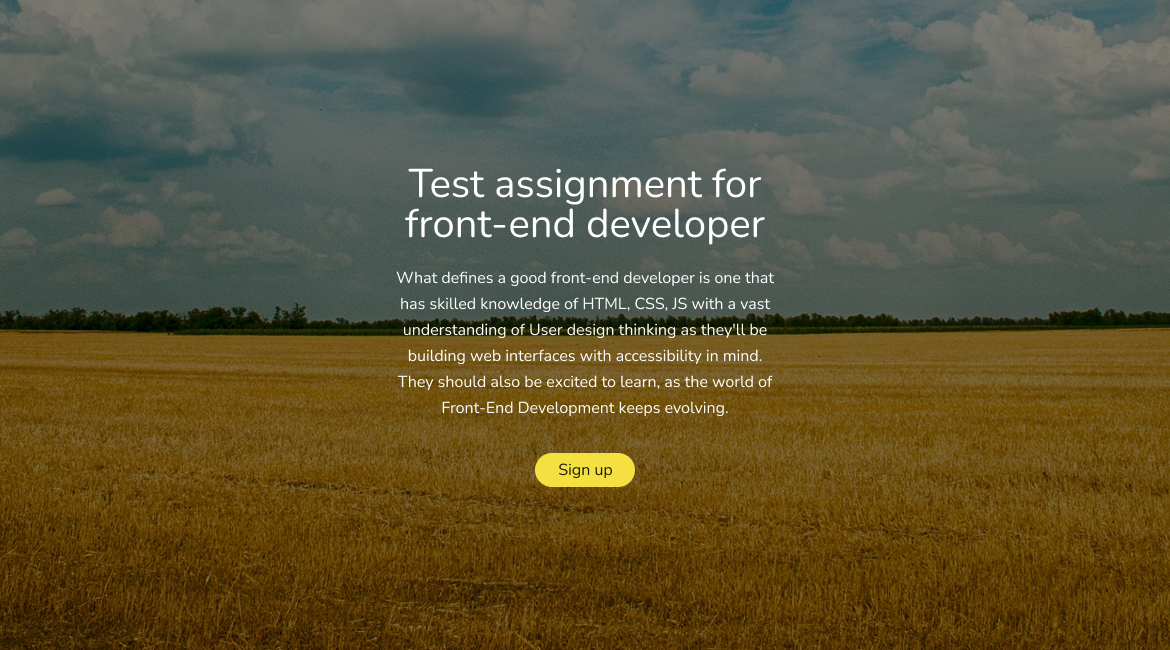 Test assignment for
front-end developer
What defines a good front-end developer is one that
has skilled knowledge of HTML, CSS, JS with a vast
understanding of User design thinking as they'll be
building web interfaces with accessibility in mind.
They should also be excited to learn, as the world of
Front-End Development keeps evolving.
Sign up